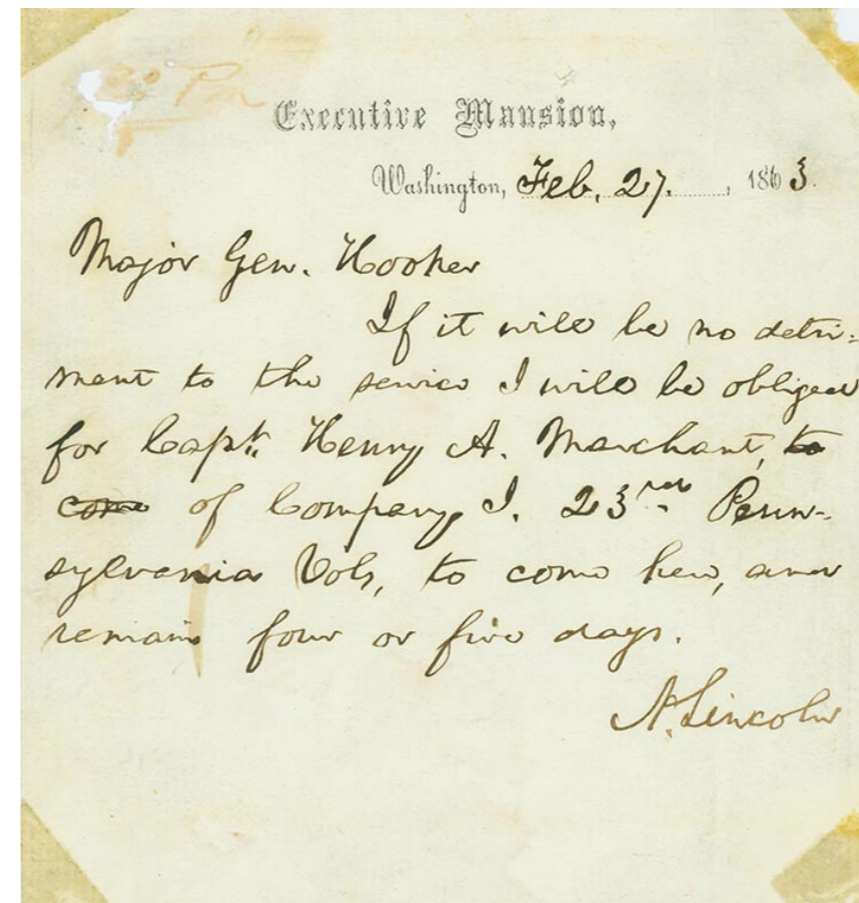 Executive Mansion,
Washington, Feb. 27. , 1863.
Major Gen. Hooker
If it will be no detri-
ment to the service I will be obliged
for Capt. Henry A. Marchant, to
come of Company I. 23rd Penn-
sylvania Vols, to come here, and
remain four or five days.
A. Lincoln